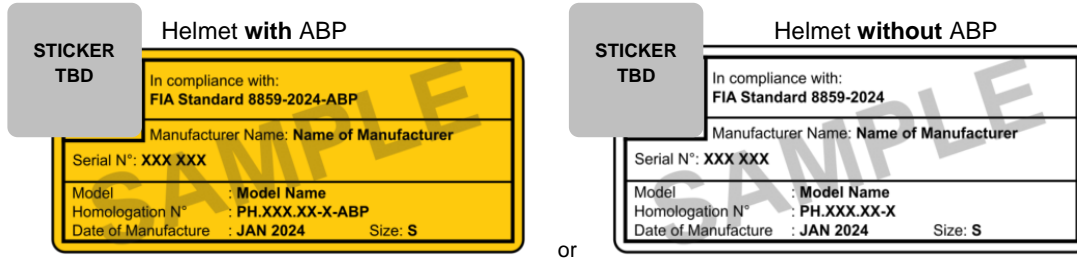 Helmet with ABP
STICKER
TBD
In compliance with:
FIA Standard 8859-2024-ABP
Manufacturer Name: Name of Manufacturer
Serial N°: XXX XXX
Model : Model Name
Homologation N° : PH.XXX.XX-X-ABP
Date of Manufacture : JAN 2024 Size: S
SAMPLE
or
Helmet without ABP
STICKER
TBD
In compliance with:
FIA Standard 8859-2024
Manufacturer Name: Name of Manufacturer
Serial N°: XXX XXX
Model : Model Name
Homologation N° : PH.XXX.XX-X
Date of Manufacture : JAN 2024 Size: S
SAMPLE